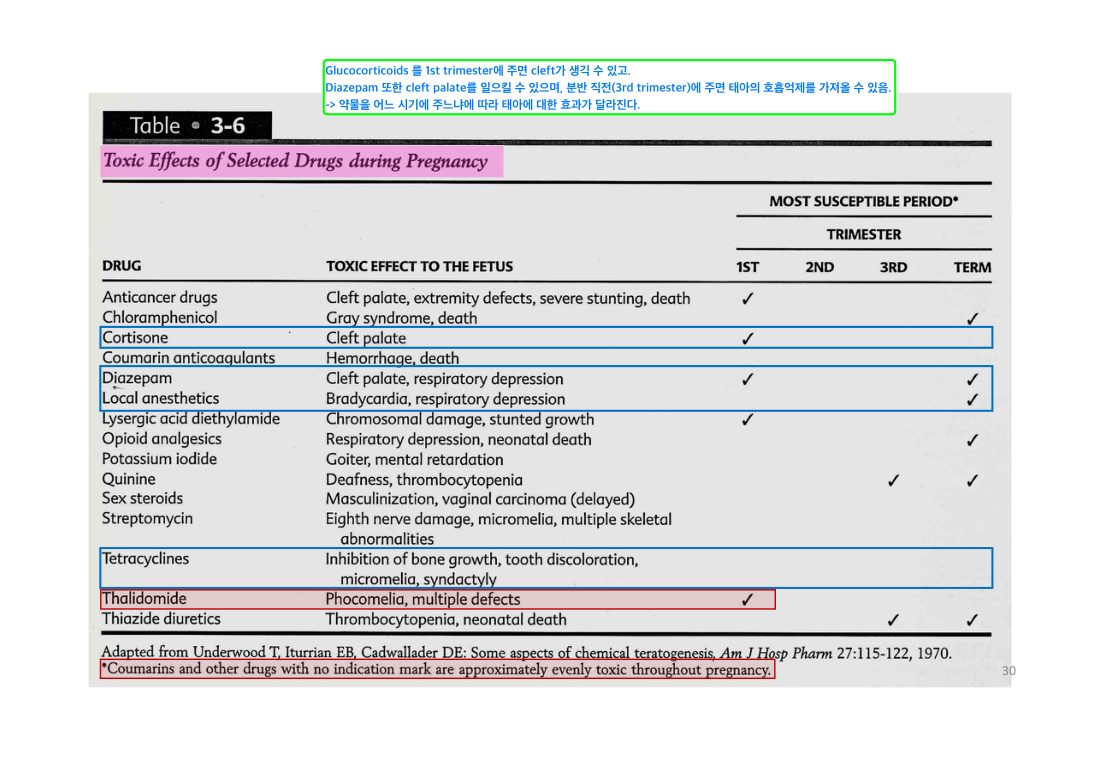 Glucocorticoids 를 1st trimester에 주면 cleft가 생긱 수 있고.
Diazepam 또한 cleft palate를 일으킬 수 있으며, 분반 직전(3rd trimester)에 주면 태아의 호흡억제를 가져올 수 있음.
-> 약물을 어느 시기에 주느냐에 따라 태아에 대한 효과가 달라진다.
Table • 3-6
Toxic Effects of Selected Drugs during Pregnancy
MOST SUSCEPTIBLE PERIOD*
TRIMESTER
DRUG TOXIC EFFECT TO THE FETUS 1ST 2ND 3RD TERM
Anticancer drugs Cleft palate, extremity defects, severe stunting, death ✓
Chloramphenicol Gray syndrome, death ✓
Cortisone Cleft palate ✓
Coumarin anticoagulants Hemorrhage, death
Diazepam Cleft palate, respiratory depression ✓ ✓
Local anesthetics Bradycardia, respiratory depression ✓
Lysergic acid diethylamide Chromosomal damage, stunted growth ✓
Opioid analgesics Respiratory depression, neonatal death ✓
Potassium iodide Goiter, mental retardation
Quinine Deafness, thrombocytopenia ✓ ✓
Sex steroids Masculinization, vaginal carcinoma (delayed)
Streptomycin Eighth nerve damage, micromelia, multiple skeletal
abnormalities
Tetracyclines Inhibition of bone growth, tooth discoloration,
micromelia, syndactyly
Thalidomide Phocomelia, multiple defects ✓
Thiazide diuretics Thrombocytopenia, neonatal death ✓ ✓
Adapted from Underwood T, Iturrian EB, Cadwallader DE: Some aspects of chemical teratogenesis, Am J Hosp Pharm 27:115-122, 1970.
*Coumarins and other drugs with no indication mark are approximately evenly toxic throughout pregnancy.
30